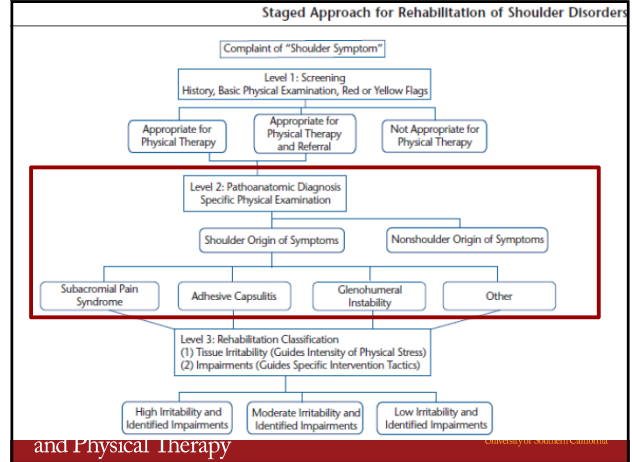 Staged Approach for Rehabilitation of Shoulder Disorders
Complaint of "Shoulder Symptom"
Level 1: Screening
History, Basic Physical Examination, Red or Yellow Flags
Appropriate for
Physical Therapy
Appropriate for
Physical Therapy
and Referral
Not Appropriate for
Physical Therapy
Level 2: Pathoanatomic Diagnosis
Specific Physical Examination
Shoulder Origin of Symptoms
Nonshoulder Origin of Symptoms
Subacromial Pain
Syndrome
Adhesive Capsulitis
Glenohumeral
Instability
Other
Level 3: Rehabilitation Classification
(1) Tissue Irritability (Guides Intensity of Physical Stress)
(2) Impairments (Guides Specific Intervention Tactics)
High Irritability and
Identified Impairments
Moderate Irritability and
Identified Impairments
Low Irritability and
Identified Impairments
and Physical Therapy
University of Southern California